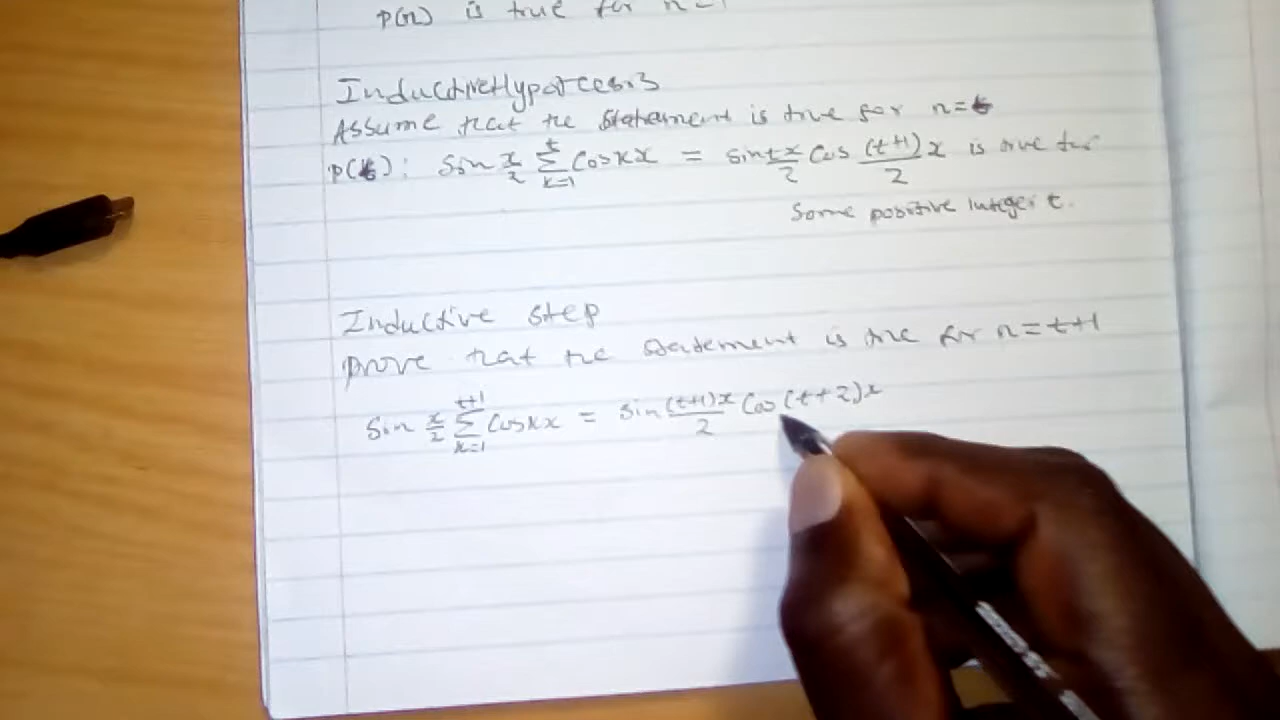 p(n) is true for n=1
Inductive Hypothesis
Assume that the statement is true for n=t
p(t): Sin x/2 t∑k=1 Cos kx = sin tx/2 Cos (t+1)x/2 is true for
Some positive integer t.
Inductive step
prove that the statement is true for n=t+1
Sin x/2 t+1∑k=1 Cos kx = sin (t+1)x/2 Cos (t+2)x